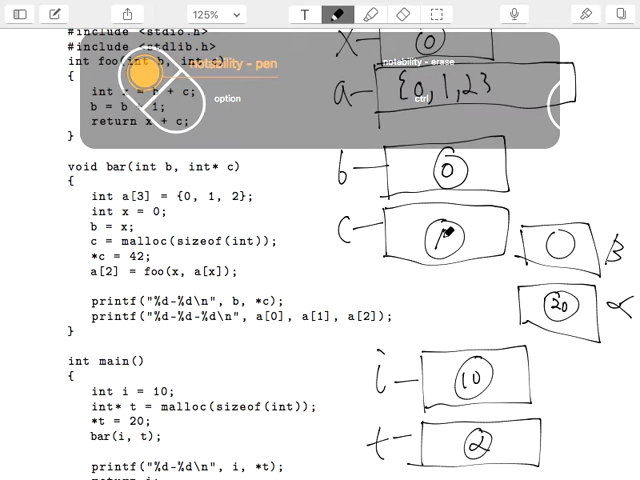 125%
T
#include <stdio.h>
#include <stdlib.h>
int foo(int b, int c)
notability - pen
notability - erase
{
int x = b + c;
option
ctrl
b = b + 1;
return x + c;
}
void bar(int b, int* c)
{
int a[3] = {0, 1, 2};
int x = 0;
b = x;
c = malloc(sizeof(int));
*c = 42;
a[2] = foo(x, a[x]);
printf("%d-%d\n", b, *c);
printf("%d-%d-%d\n", a[0], a[1], a[2]);
}
int main()
{
int i = 10;
int* t = malloc(sizeof(int));
*t = 20;
bar(i, t);
printf("%d-%d\n", i, *t);
x 0
a {0, 1, 2}
b 0
c
β
20 α
i 10
t